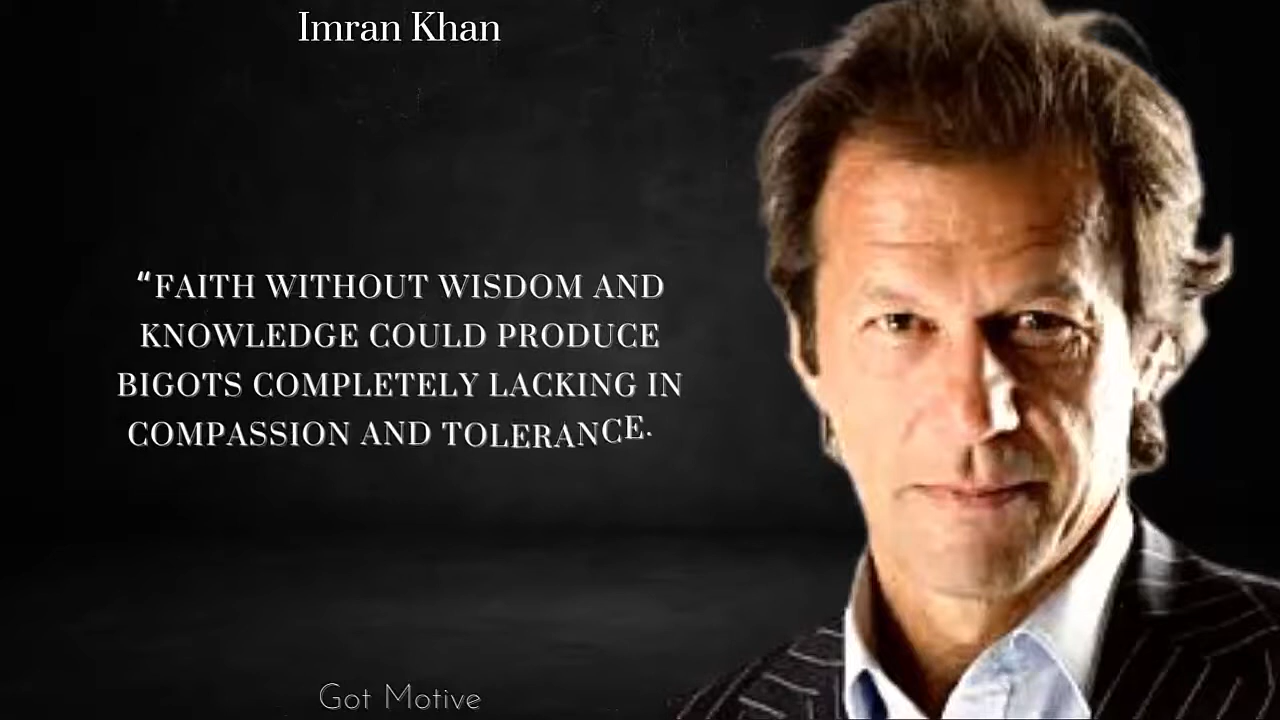 Imran Khan
“FAITH WITHOUT WISDOM AND
KNOWLEDGE COULD PRODUCE
BIGOTS COMPLETELY LACKING IN
COMPASSION AND TOLERANCE.
Got Motive